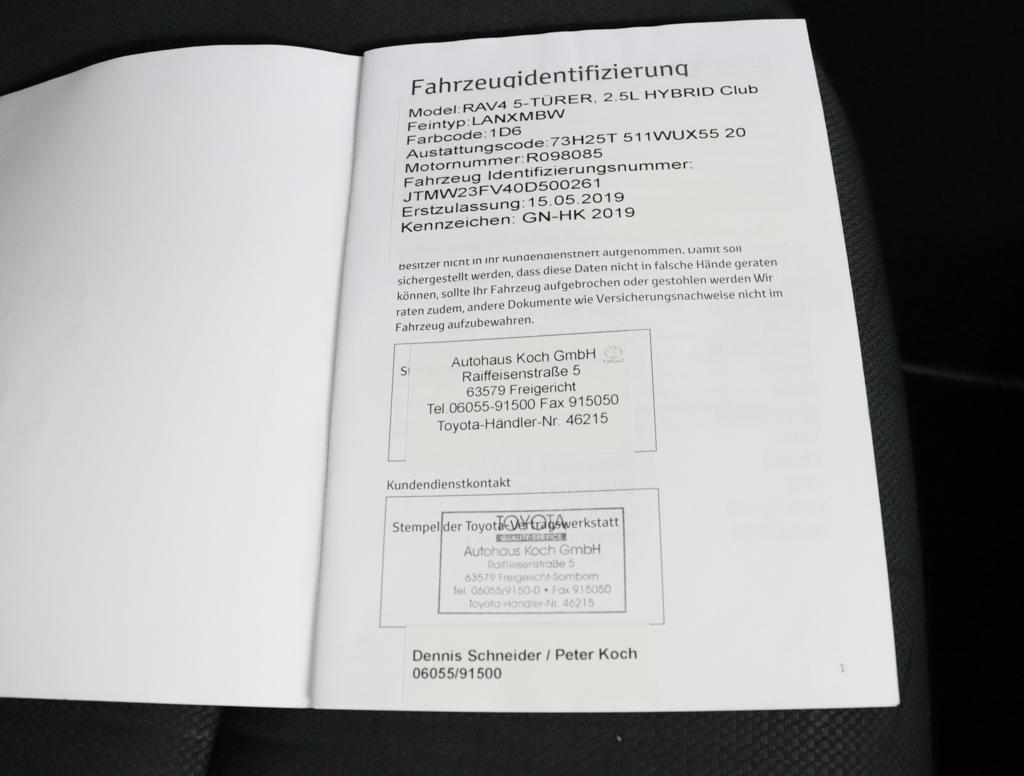 Fahrzeugidentifizierung
Model:RAV4 5-TÜRER, 2.5L HYBRID Club
Feintyp:LANXMBW
Farbcode:1D6
Austattungscode:73H25T 511WUX55 20
Motornummer:R098085
Fahrzeug Identifizierungsnummer:
JTMW23FV40D500261
Erstzulassung:15.05.2019
Kennzeichen: GN-HK 2019
Besitzer nicht in Ihr Kundendienstheft aufgenommen. Damit soll
sichergestellt werden, dass diese Daten nicht in falsche Hände geraten
können, sollte Ihr Fahrzeug aufgebrochen oder gestohlen werden Wir
raten zudem, andere Dokumente wie Versicherungsnachweise nicht im
Fahrzeug aufzubewahren.
Autohaus Koch GmbH
TOYOTA
Raiffeisenstraße 5
63579 Freigericht
Tel.06055-91500 Fax 915050
Toyota-Händler-Nr. 46215
Kundendienstkontakt
Stempel der Toyota-Vertragswerkstatt
TOYOTA
QUALITY-SERVICE
Autohaus Koch GmbH
Raiffeisenstraße 5
63579 Freigericht-Somborn
Tel. 06055/9150-0 • Fax 915050
Toyota-Händler-Nr. 46215
Dennis Schneider / Peter Koch
06055/91500
1